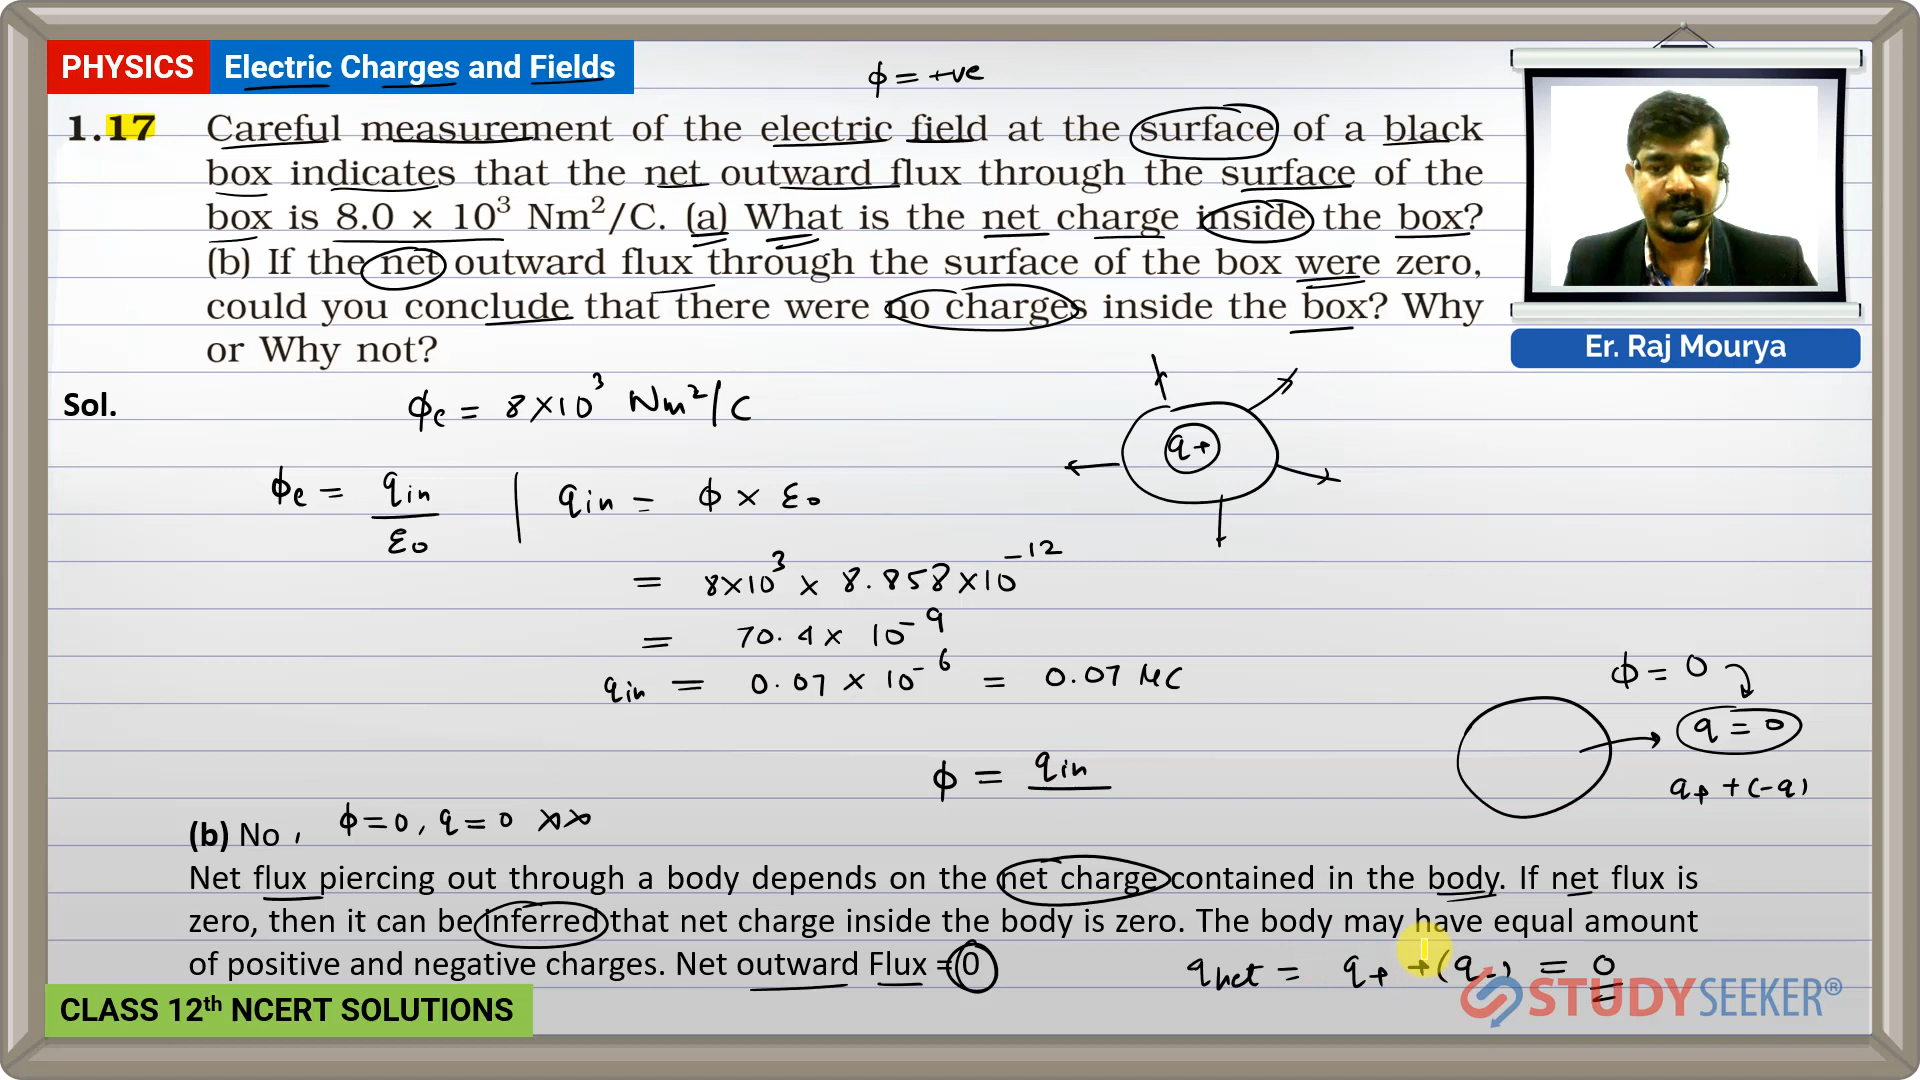 PHYSICS Electric Charges and Fields
ϕ = +ve
1.17 Careful measurement of the electric field at the surface of a black
box indicates that the net outward flux through the surface of the
box is 8.0 × 10³ Nm²/C. (a) What is the net charge inside the box?
(b) If the net outward flux through the surface of the box were zero,
could you conclude that there were no charges inside the box? Why
or Why not?
Er. Raj Mourya
Sol. ϕe = 8×10³ Nm²/C
q+
ϕe = qin/ε₀ | qin = ϕ × ε₀
= 8×10³ × 8.858×10⁻¹²
= 70.4 × 10⁻⁹
qin = 0.07 × 10⁻⁶ = 0.07 μC
ϕ = 0
q = 0
q+ + (-q)
ϕ = qin
(b) No, ϕ=0, q=0 ××
Net flux piercing out through a body depends on the net charge contained in the body. If net flux is
zero, then it can be inferred that net charge inside the body is zero. The body may have equal amount
of positive and negative charges. Net outward Flux = 0
qnet = q+ + (q-) = 0
CLASS 12th NCERT SOLUTIONS
STUDYSEEKER®